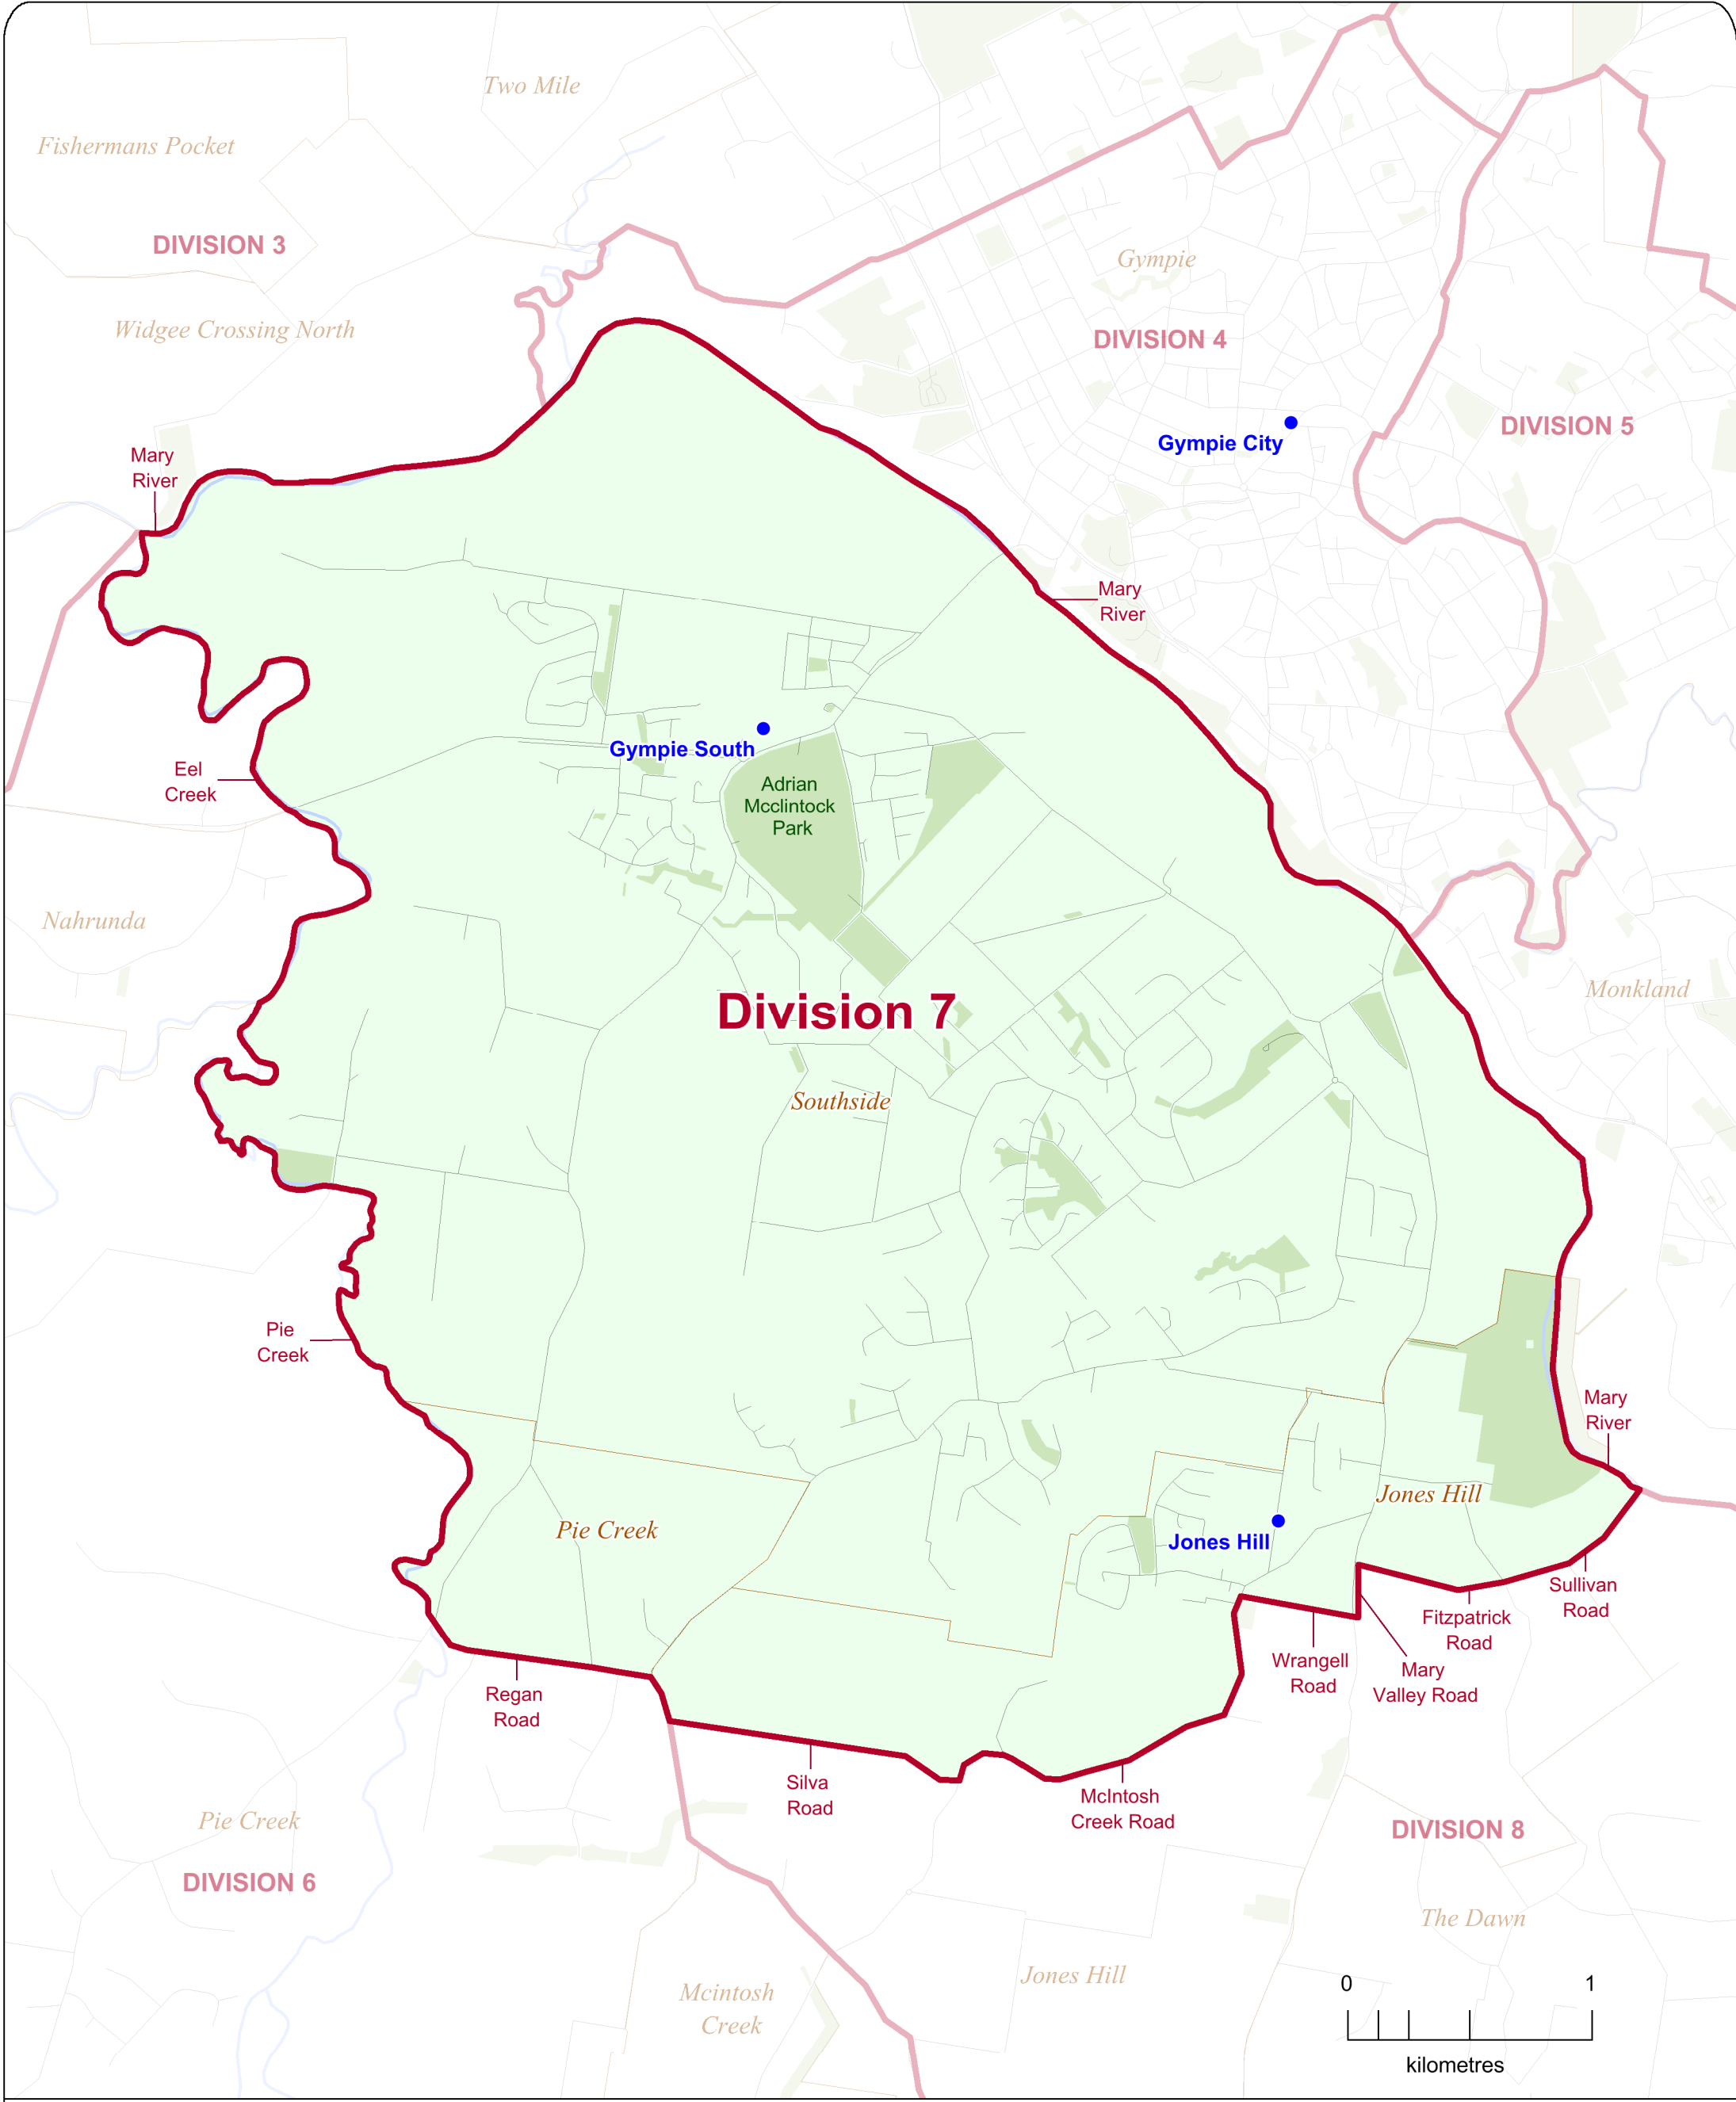 Two Mile
Fishermans Pocket
DIVISION 3
Gympie
Widgee Crossing North
DIVISION 4
DIVISION 5
Gympie City
Mary
River
Mary
River
Gympie South
Eel
Creek
Adrian
Mcclintock
Park
Nahrunda
Monkland
Division 7
Southside
Pie
Creek
Mary
River
Jones Hill
Pie Creek
Jones Hill
Sullivan
Road
Fitzpatrick
Road
Wrangell
Road
Mary
Valley Road
Regan
Road
Silva
Road
McIntosh
Creek Road
Pie Creek
DIVISION 8
DIVISION 6
The Dawn
Jones Hill
Mcintosh
Creek
0 1
kilometres